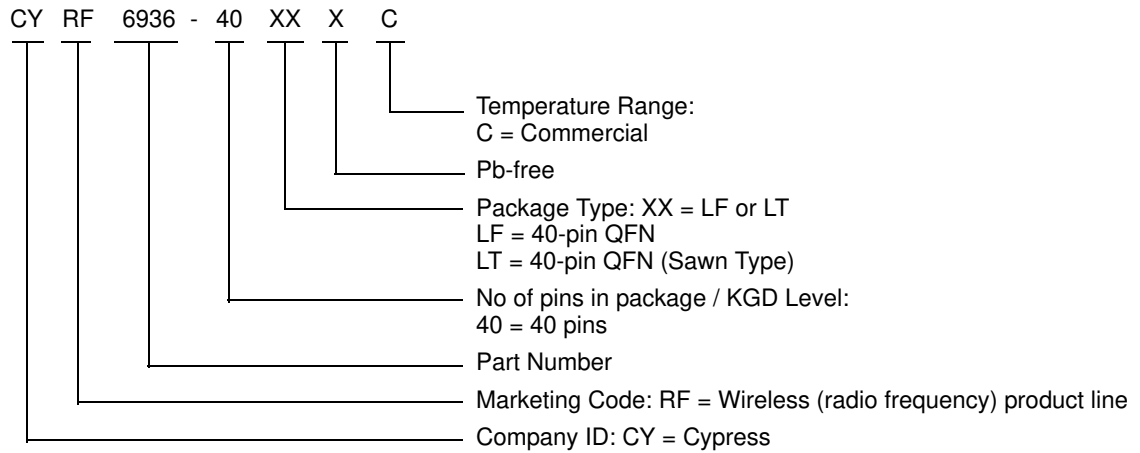 CY RF 6936 - 40 XX X C
Temperature Range:
C = Commercial
Pb-free
Package Type: XX = LF or LT
LF = 40-pin QFN
LT = 40-pin QFN (Sawn Type)
No of pins in package / KGD Level:
40 = 40 pins
Part Number
Marketing Code: RF = Wireless (radio frequency) product line
Company ID: CY = Cypress